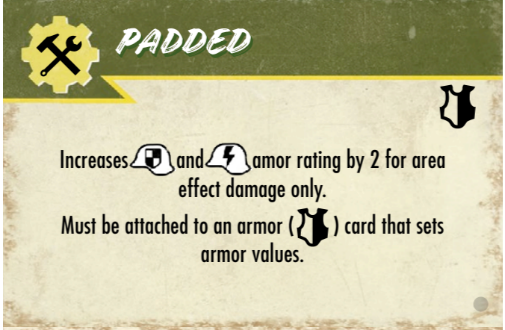 PADDED
Increases and amor rating by 2 for area
effect damage only.
Must be attached to an armor ( ) card that sets
armor values.